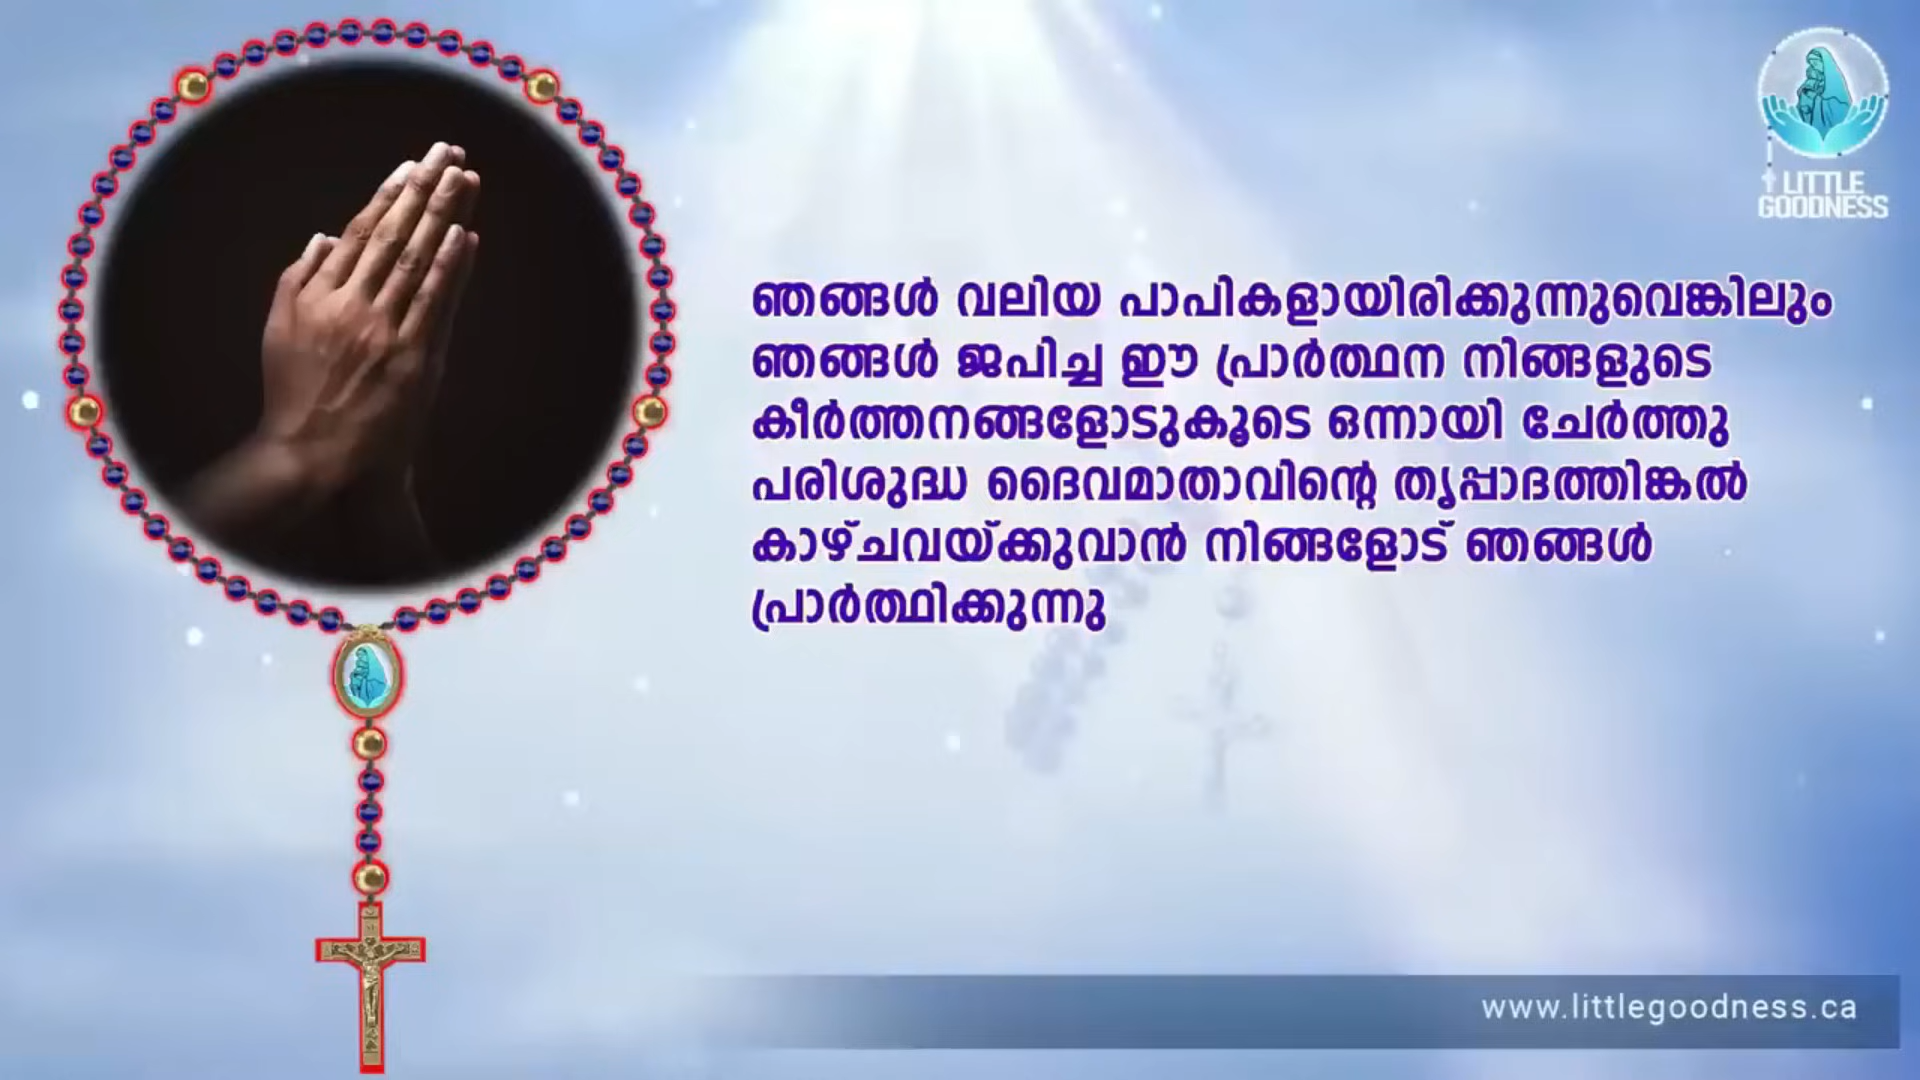 LITTLE
GOODNESS
ഞങ്ങൾ വലിയ പാപികളായിരിക്കുന്നുവെങ്കിലും
ഞങ്ങൾ ജപിച്ച ഈ പ്രാർത്ഥന നിങ്ങളുടെ
കീർത്തനങ്ങളോടുകൂടെ ഒന്നായി ചേർത്തു
പരിശുദ്ധ ദൈവമാതാവിന്റെ തൃപ്പാദത്തിങ്കൽ
കാഴ്ചവയ്ക്കുവാൻ നിങ്ങളോട് ഞങ്ങൾ
പ്രാർത്ഥിക്കുന്നു
www.littlegoodness.ca